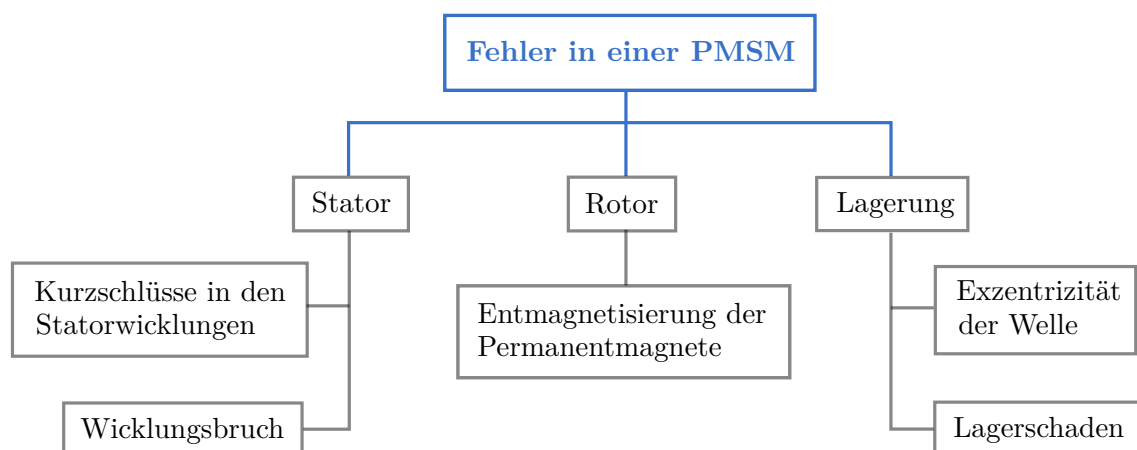 Fehler in einer PMSM
Stator
Rotor
Lagerung
Kurzschlüsse in den
Statorwicklungen
Wicklungsbruch
Entmagnetisierung der
Permanentmagnete
Exzentrizität
der Welle
Lagerschaden